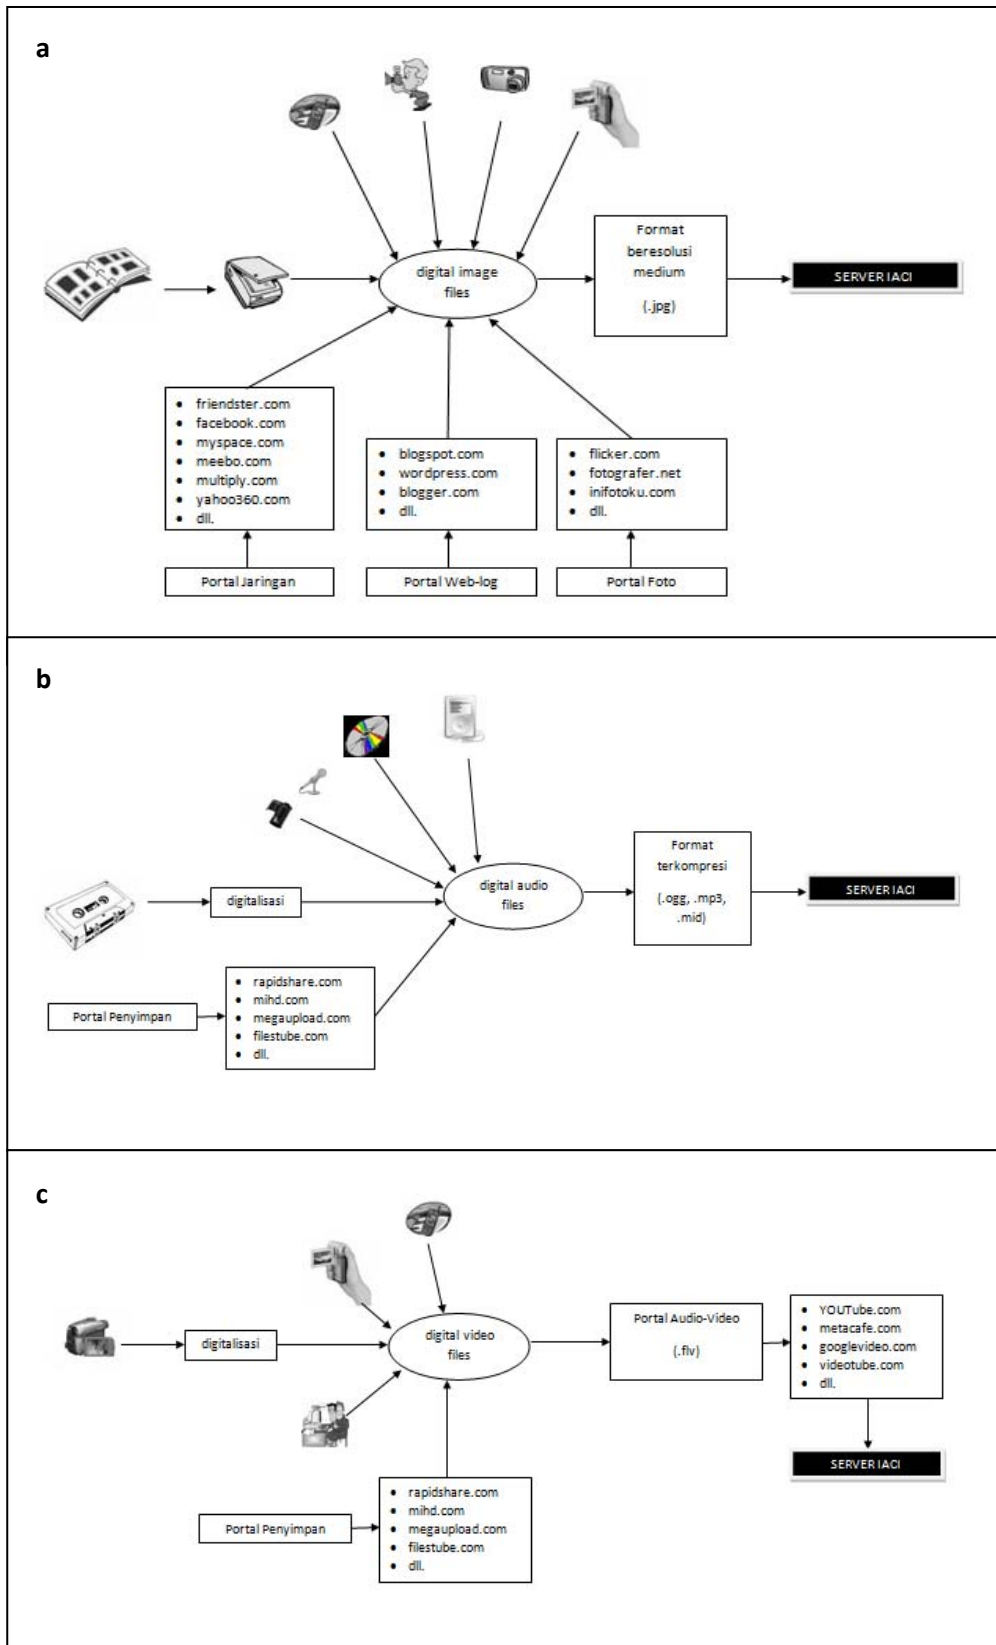 a
digital image
files
Format
beresolusi
medium
(.jpg)
SERVER IACI
• friendster.com
• facebook.com
• myspace.com
• meebo.com
• multiply.com
• yahoo360.com
• dll.
• blogspot.com
• wordpress.com
• blogger.com
• dll.
• flicker.com
• fotografer.net
• inifotoku.com
• dll.
Portal Jaringan
Portal Web-log
Portal Foto
b
digital audio
files
Format
terkompresi
(.ogg, .mp3,
.mid)
SERVER IACI
digitalisasi
Portal Penyimpan
• rapidshare.com
• mihd.com
• megaupload.com
• filestube.com
• dll.
c
digitalisasi
digital video
files
Portal Audio-Video
(.flv)
• YOUTube.com
• metacafe.com
• googlevideo.com
• videotube.com
• dll.
SERVER IACI
Portal Penyimpan
• rapidshare.com
• mihd.com
• megaupload.com
• filestube.com
• dll.